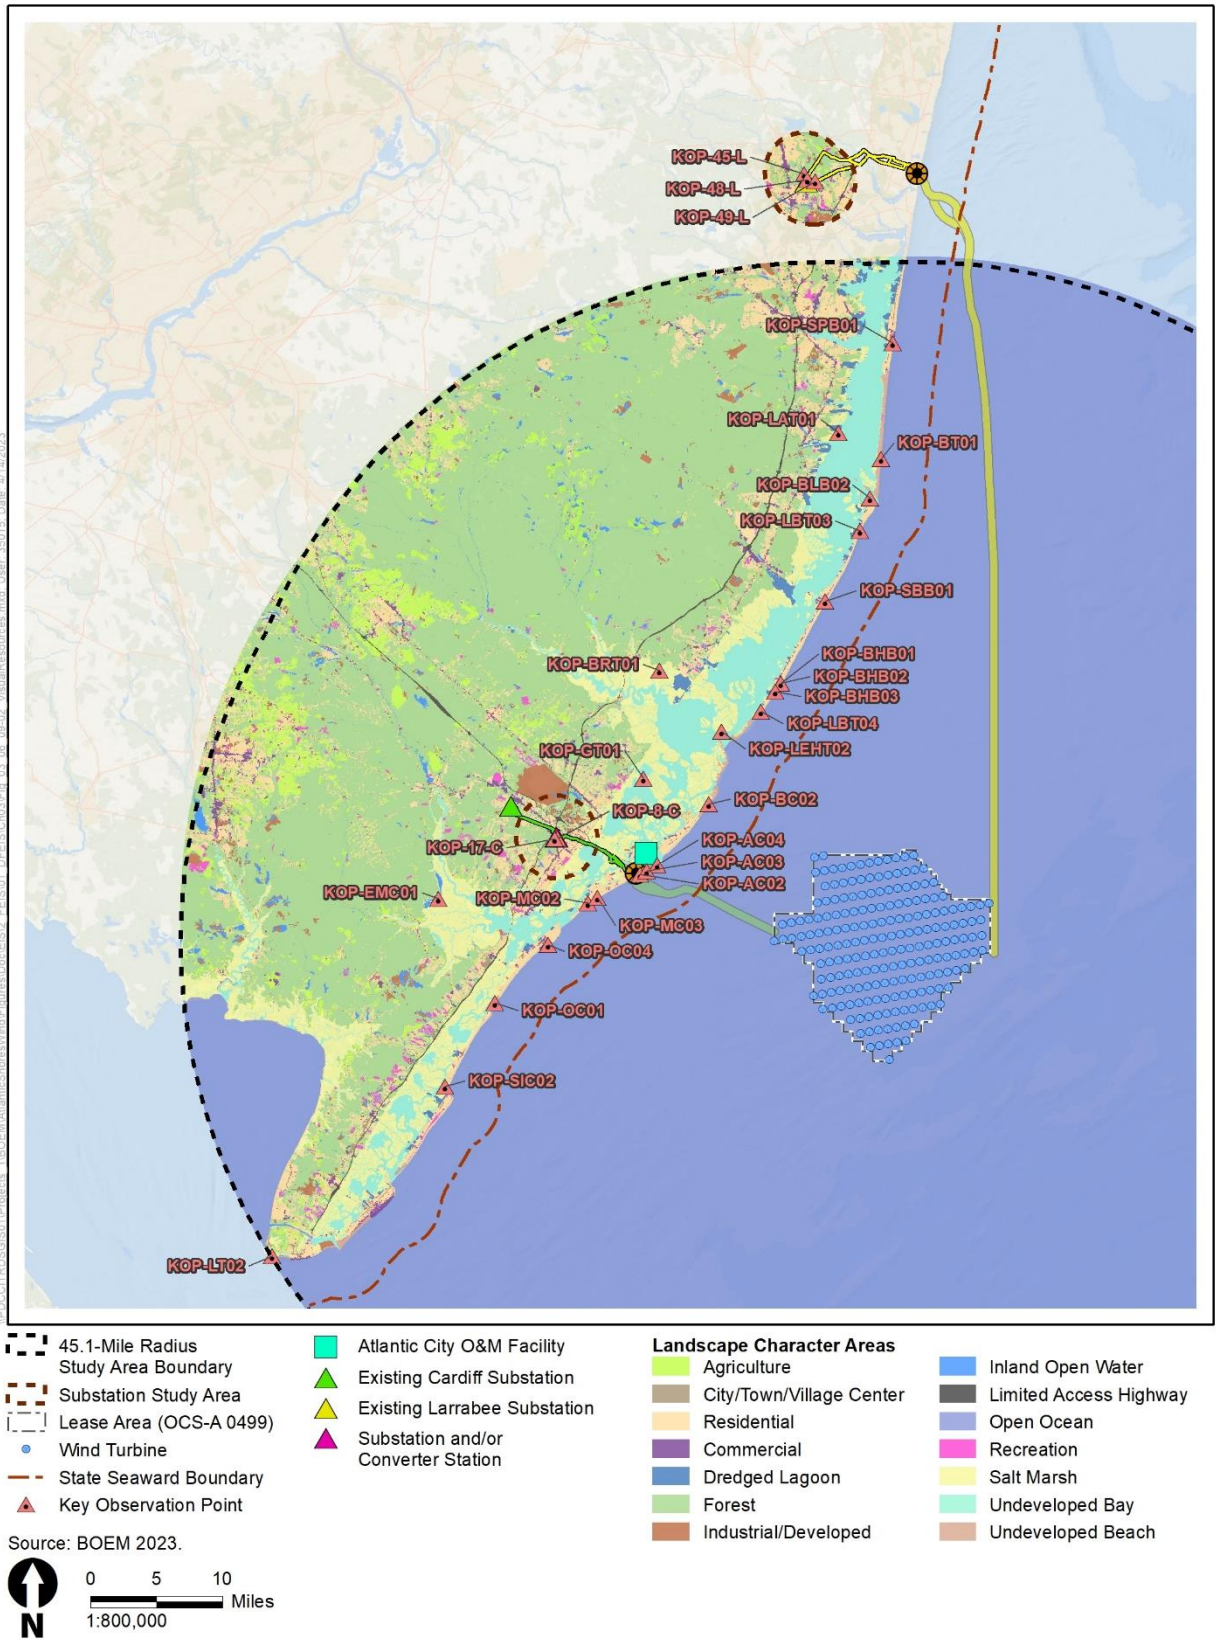 KOP-45-L
KOP-48-L
KOP-49-L
KOP-SPB01
KOP-LAT01
KOP-BT01
KOP-BLB02
KOP-LBT03
KOP-SBB01
KOP-BHB01
KOP-BRT01
KOP-BHB02
KOP-BHB03
KOP-LBT04
KOP-LEHT02
KOP-GT01
KOP-BC02
KOP-8-C
KOP-AC04
KOP-17-C
KOP-AC03
KOP-AC02
KOP-EMC01
KOP-MC02
KOP-MC03
KOP-OC04
KOP-OC01
KOP-SIC02
KOP-LT02
45.1-Mile Radius
Study Area Boundary
Substation Study Area
Lease Area (OCS-A 0499)
Wind Turbine
State Seaward Boundary
Key Observation Point
Atlantic City O&M Facility
Existing Cardiff Substation
Existing Larrabee Substation
Substation and/or
Converter Station
Landscape Character Areas
Agriculture
City/Town/Village Center
Residential
Commercial
Dredged Lagoon
Forest
Industrial/Developed
Inland Open Water
Limited Access Highway
Open Ocean
Recreation
Salt Marsh
Undeveloped Bay
Undeveloped Beach
Source: BOEM 2023.
N
0 5 10
Miles
1:800,000